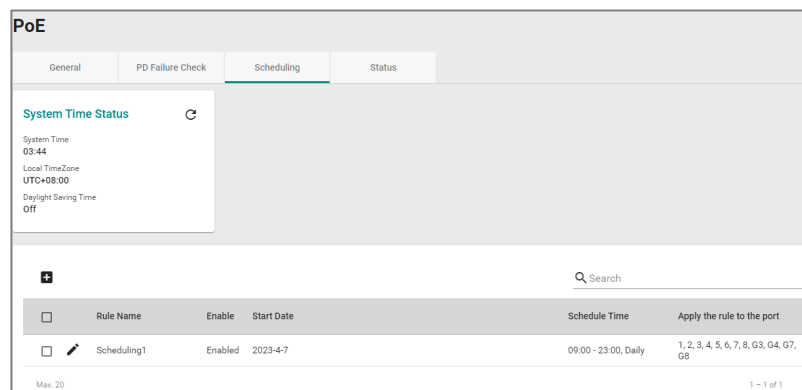 PoE
General PD Failure Check Scheduling Status
System Time Status
System Time
03:44
Local TimeZone
UTC+08:00
Daylight Saving Time
Off
Search
Rule Name Enable Start Date Schedule Time Apply the rule to the port
Scheduling1 Enabled 2023-4-7 09:00 - 23:00, Daily 1, 2, 3, 4, 5, 6, 7, 8, G3, G4, G7,
G8
Max. 20 1 – 1 of 1